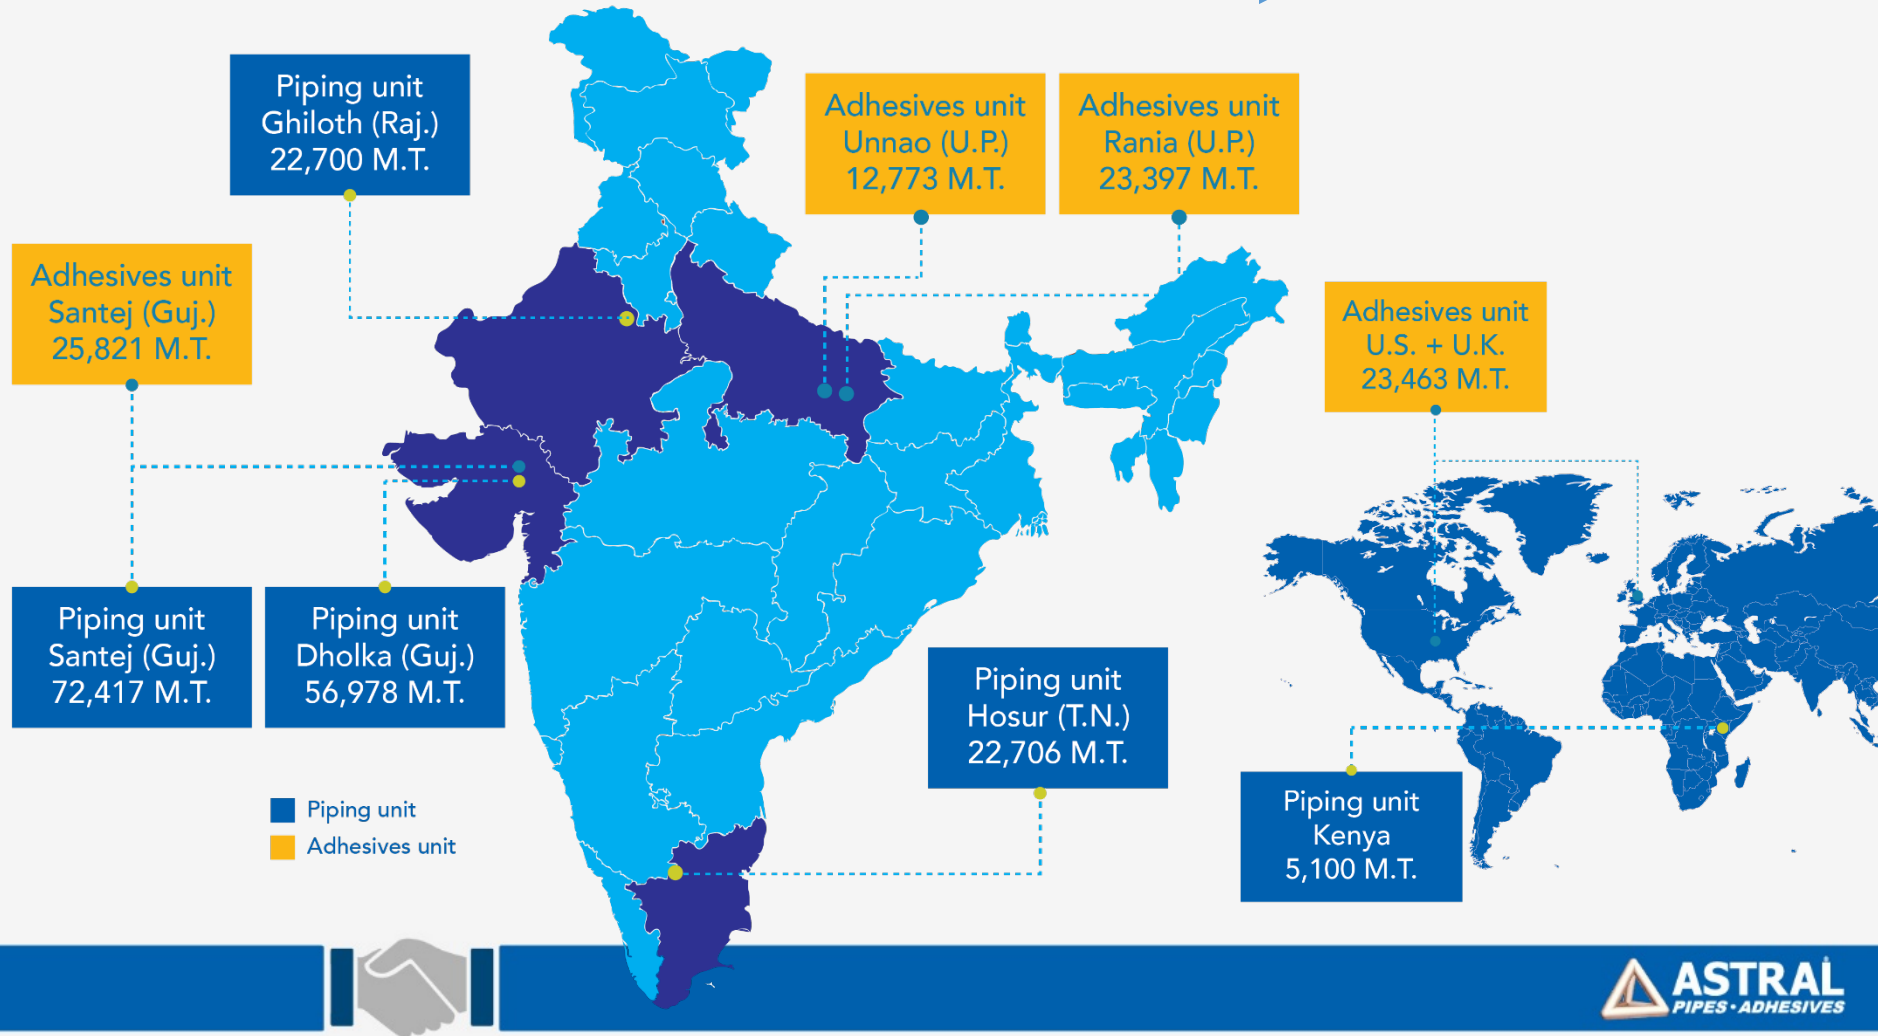 Piping unit
Ghiloth (Raj.)
22,700 M.T.
Adhesives unit
Unnao (U.P.)
12,773 M.T.
Adhesives unit
Rania (U.P.)
23,397 M.T.
Adhesives unit
Santej (Guj.)
25,821 M.T.
Adhesives unit
U.S. + U.K.
23,463 M.T.
Piping unit
Santej (Guj.)
72,417 M.T.
Piping unit
Dholka (Guj.)
56,978 M.T.
Piping unit
Hosur (T.N.)
22,706 M.T.
Piping unit
Kenya
5,100 M.T.
Piping unit
Adhesives unit
ASTRAL
PIPES • ADHESIVES